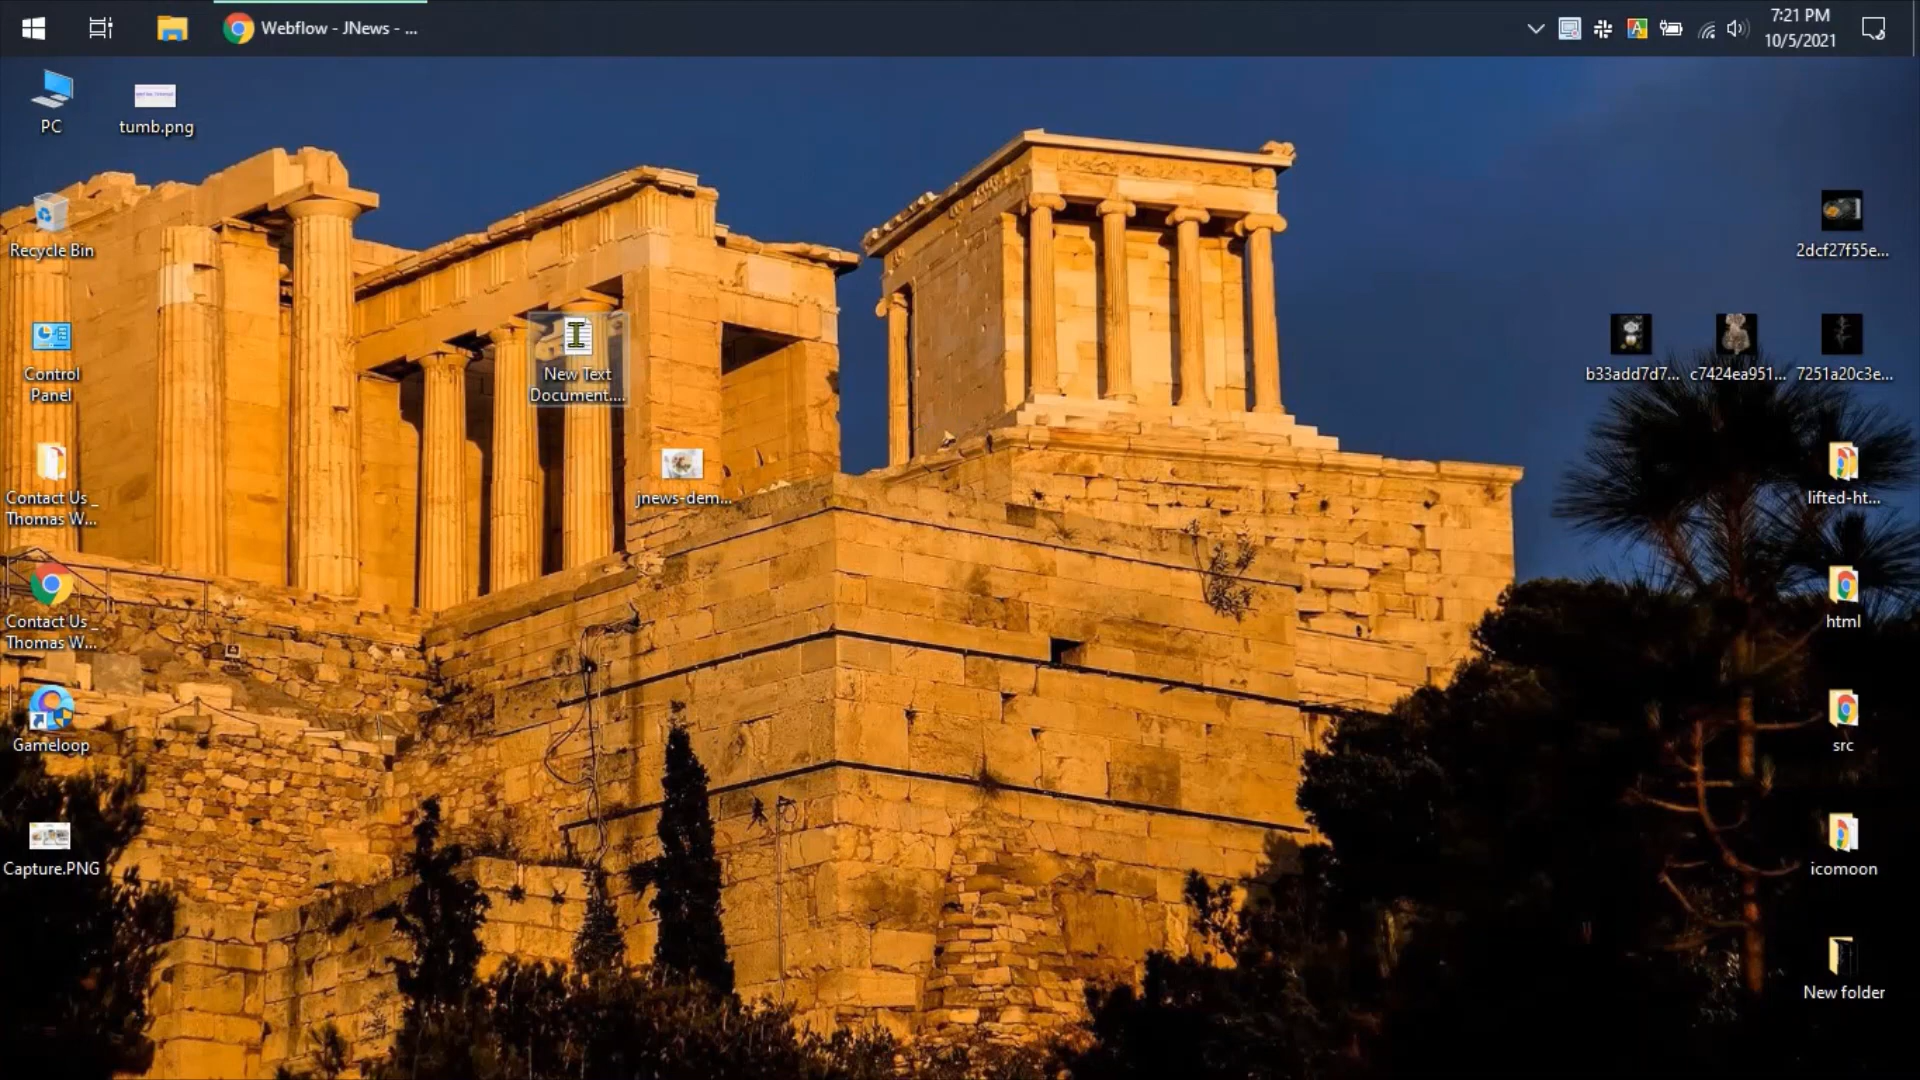 Webflow - JNews - ...
7:21 PM
10/5/2021
PC
tumb.png
Recycle Bin
2dcf27f55e...
Control
Panel
New Text
Document....
b33add7d7...
c7424ea951...
7251a20c3e...
Contact Us _
Thomas W...
jnews-dem...
lifted-ht...
Contact Us _
Thomas W...
html
Gameloop
src
Capture.PNG
icomoon
New folder